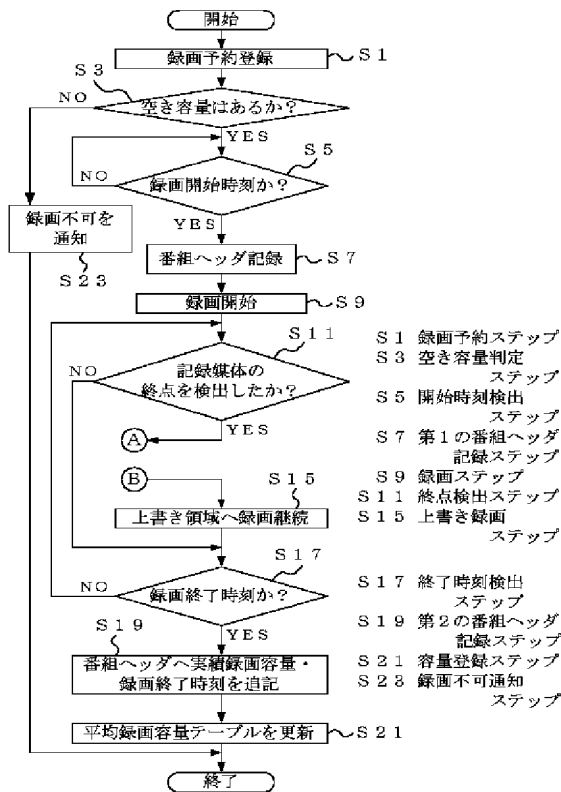 開始
録画予約登録
S1
S3
NO
空き容量はあるか？
YES
S5
NO
録画開始時刻か？
YES
録画不可を
通知
S23
番組ヘッダ記録
S7
録画開始
S9
S11
NO
記録媒体の
終点を検出したか？
YES
A
B
S15
上書き領域へ録画継続
S17
NO
録画終了時刻か？
YES
S19
番組ヘッダへ実績録画容量・
録画終了時刻を追記
平均録画容量テーブルを更新
S21
終了
S1 録画予約ステップ
S3 空き容量判定
ステップ
S5 開始時刻検出
ステップ
S7 第1の番組ヘッダ
記録ステップ
S9 録画ステップ
S11 終点検出ステップ
S15 上書き録画
ステップ
S17 終了時刻検出
ステップ
S19 第2の番組ヘッダ
記録ステップ
S21 容量登録ステップ
S23 録画不可通知
ステップ